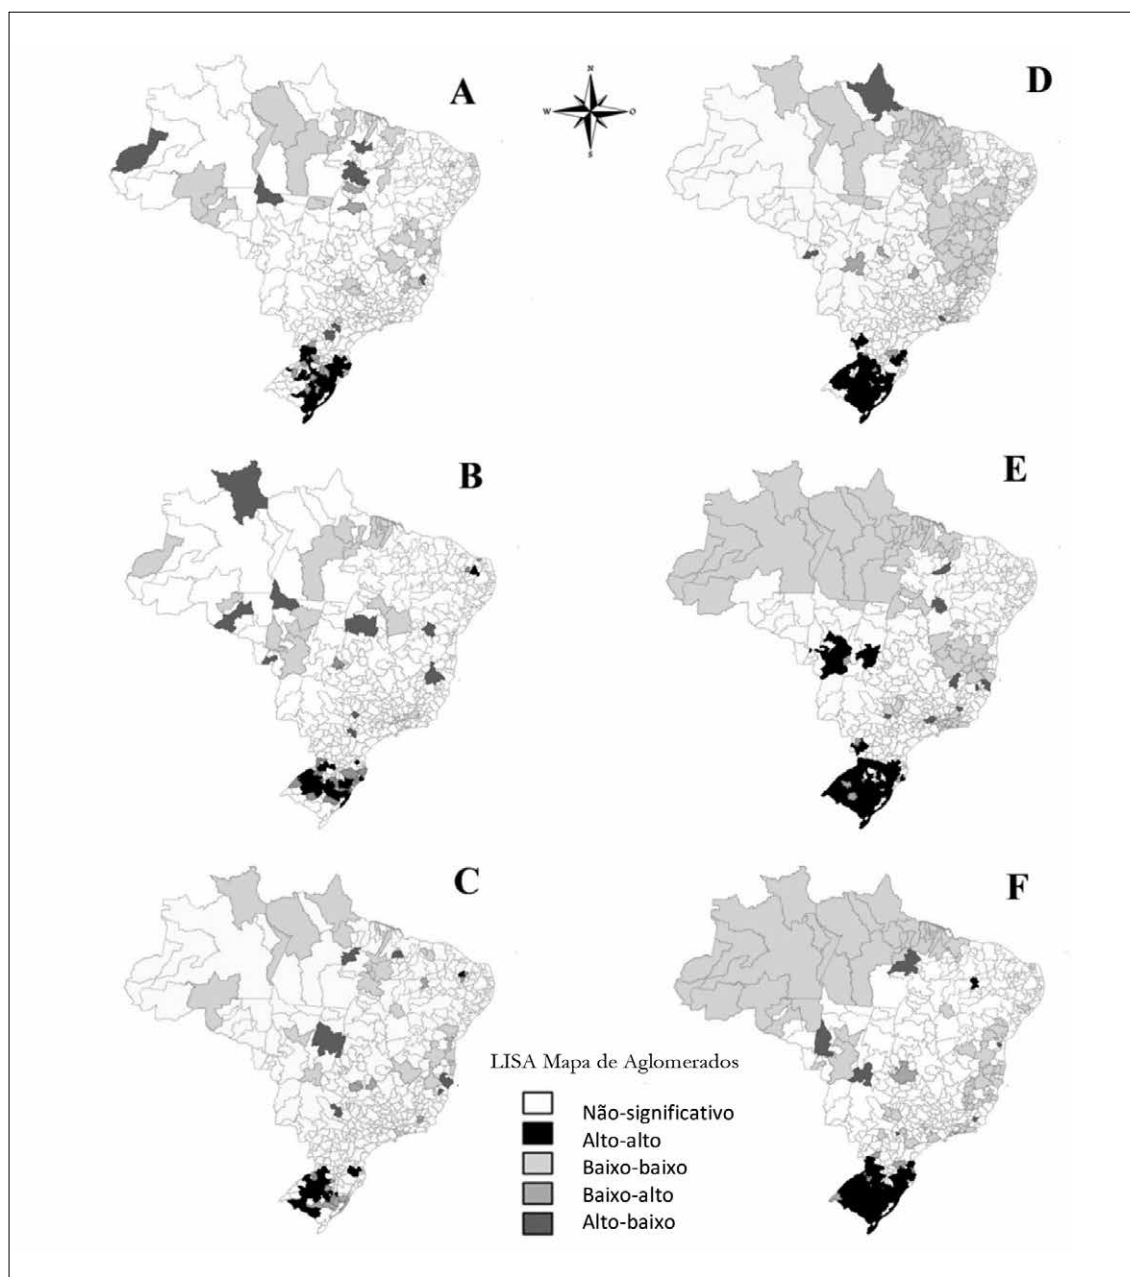 A
D
N
W
O
S
B
E
C
F
LISA Mapa de Aglomerados
Não-significativo
Alto-alto
Baixo-baixo
Baixo-alto
Alto-baixo